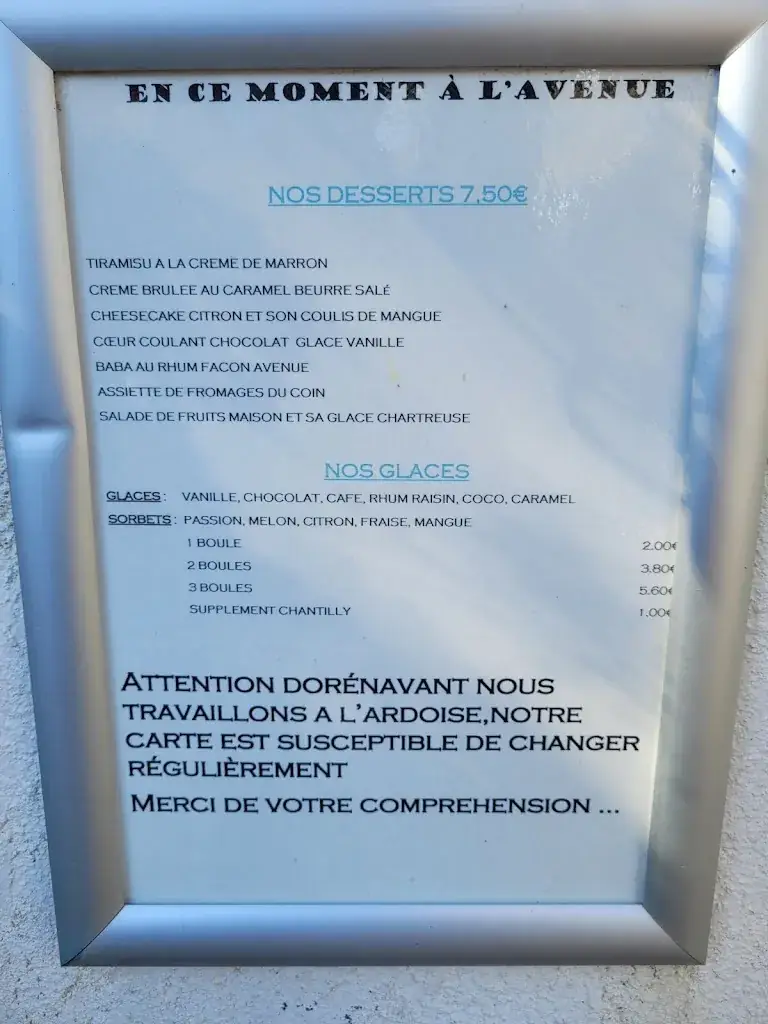 EN CE MOMENT À L'AVENUE
NOS DESSERTS 7,50€
TIRAMISU A LA CREME DE MARRON
CREME BRULEE AU CARAMEL BEURRE SALÉ
CHEESECAKE CITRON ET SON COULIS DE MANGUE
CŒUR COULANT CHOCOLAT GLACE VANILLE
BABA AU RHUM FACON AVENUE
ASSIETTE DE FROMAGES DU COIN
SALADE DE FRUITS MAISON ET SA GLACE CHARTREUSE
NOS GLACES
GLACES : VANILLE, CHOCOLAT, CAFE, RHUM RAISIN, COCO, CARAMEL
SORBETS : PASSION, MELON, CITRON, FRAISE, MANGUE
1 BOULE 2.00€
2 BOULES 3.80€
3 BOULES 5.60€
SUPPLEMENT CHANTILLY 1.00€
ATTENTION DORÉNAVANT NOUS
TRAVAILLONS A L'ARDOISE,NOTRE
CARTE EST SUSCEPTIBLE DE CHANGER
RÉGULIÈREMENT
MERCI DE VOTRE COMPREHENSION ...